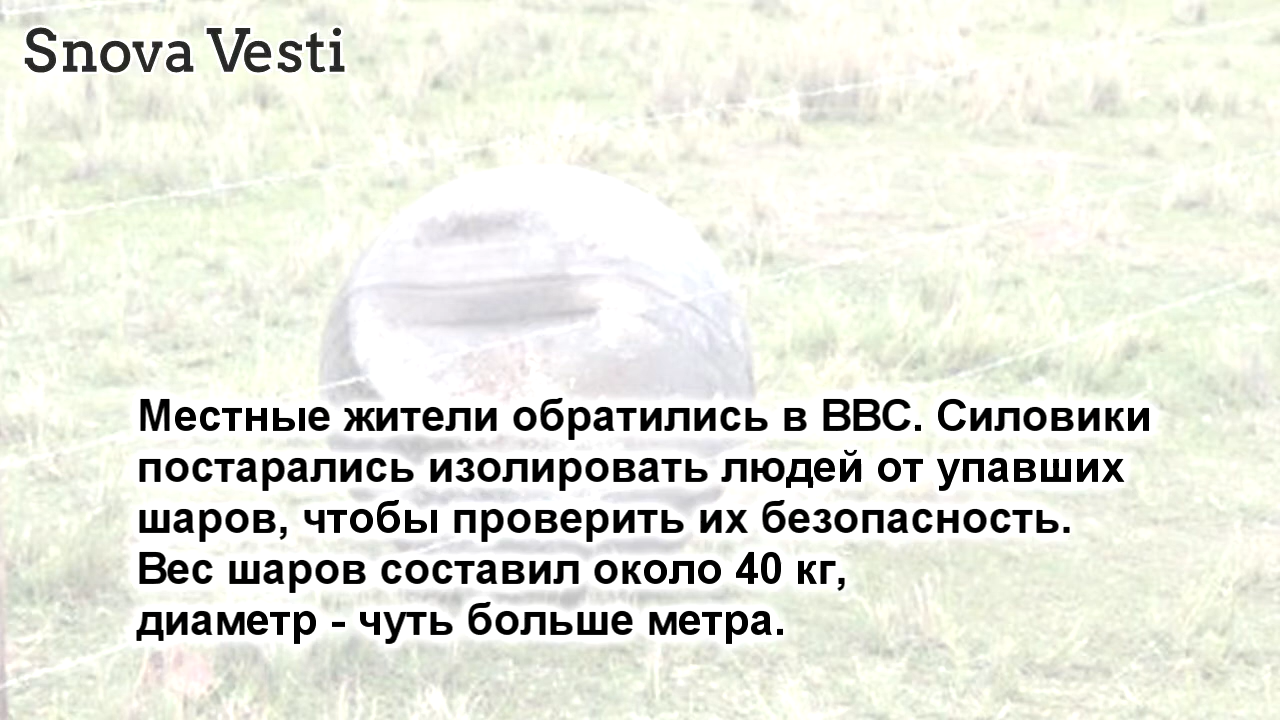 Snova Vesti
Местные жители обратились в ВВС. Силовики
постарались изолировать людей от упавших
шаров, чтобы проверить их безопасность.
Вес шаров составил около 40 кг,
диаметр - чуть больше метра.